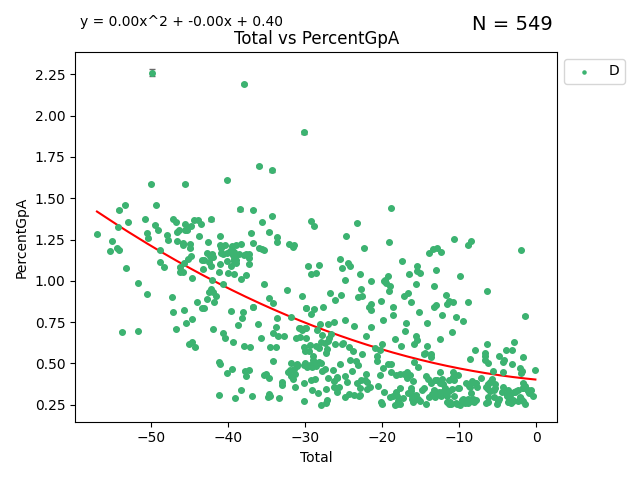 y = 0.00x^2 + -0.00x + 0.40
N = 549
Total vs PercentGpA
D
PercentGpA
2.25
2.00
1.75
1.50
1.25
1.00
0.75
0.50
0.25
−50
−40
−30
−20
−10
0
Total